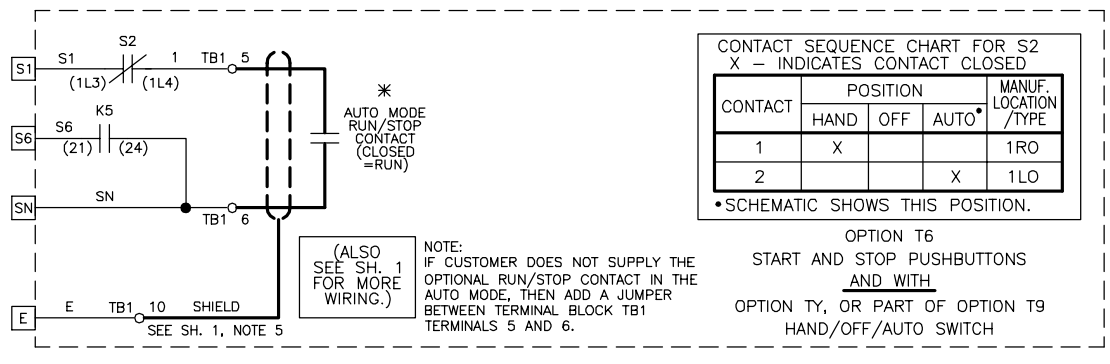 S1
S1
S2
1
TB1 5
(1L3)
(1L4)
K5
S6
S6
(21)
(24)
SN
SN
TB1 6
*
AUTO MODE
RUN/STOP
CONTACT
(CLOSED
=RUN)
E
E
TB1 10 SHIELD
SEE SH. 1, NOTE 5
(ALSO
SEE SH. 1
FOR MORE
WIRING.)
NOTE:
IF CUSTOMER DOES NOT SUPPLY THE
OPTIONAL RUN/STOP CONTACT IN THE
AUTO MODE, THEN ADD A JUMPER
BETWEEN TERMINAL BLOCK TB1
TERMINALS 5 AND 6.
CONTACT SEQUENCE CHART FOR S2
X – INDICATES CONTACT CLOSED
CONTACT POSITION MANUF. LOCATION /TYPE
HAND OFF AUTO•
1 X 1RO
2 X 1LO
•SCHEMATIC SHOWS THIS POSITION.
OPTION T6
START AND STOP PUSHBUTTONS
AND WITH
OPTION TY, OR PART OF OPTION T9
HAND/OFF/AUTO SWITCH